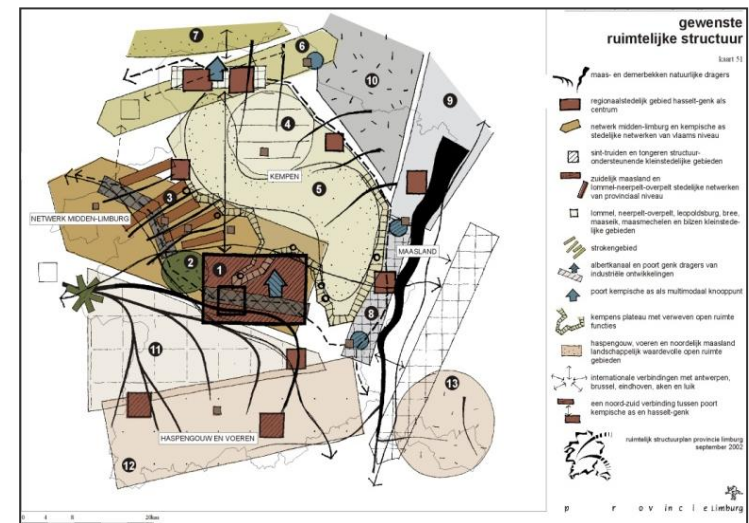 gewenste
ruimtelijke structuur
kaart 51
maas- en demerbekken natuurlijke dragers
regionaalstedelijk gebied hasselt-genk als
centrum
netwerk midden-limburg en kempische as
stedelijke netwerken van vlaams niveau
sint-truiden en tongeren structuur-
ondersteunende kleinstedelijke gebieden
zuidelijk maasland en
lommel-neerpelt-overpelt stedelijke netwerken
van provinciaal niveau
lommel, neerpelt-overpelt, leopoldsburg, bree,
maaseik, maasmechelen en bilzen kleinstede-
lijke gebieden
strokengebied
albertkanaal en poort genk dragers van
industriële ontwikkelingen
poort kempische as als multimodaal knooppunt
kempens plateau met verweven open ruimte
functies
haspengouw, voeren en noordelijk maasland
landschappelijk waardevolle open ruimte
gebieden
internationale verbindingen met antwerpen,
brussel, eindhoven, aken en luik
een noord-zuid verbinding tussen poort
kempische as en hasselt-genk
ruimtelijk structuurplan provincie limburg
september 2002
provincie Limburg
7
6
10
9
4
KEMPEN
5
3
NETWERK MIDDEN-LIMBURG
MAASLAND
2
1
8
11
13
HASPENGOUW EN VOEREN
12
0 4 8 20km